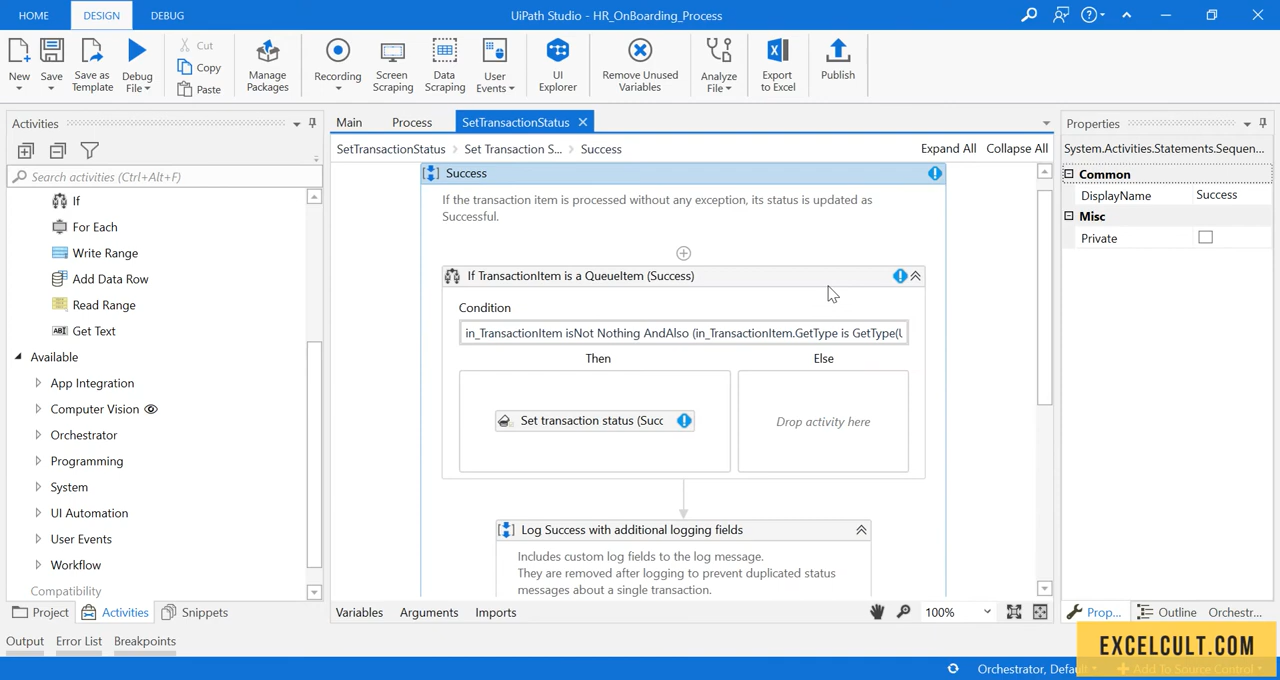 HOME
DESIGN
DEBUG
UiPath Studio - HR_OnBoarding_Process
New
Save
Save as Template
Debug File
Cut
Copy
Paste
Manage Packages
Recording
Screen Scraping
Data Scraping
User Events
UI Explorer
Remove Unused Variables
Analyze File
Export to Excel
Publish
Activities
Main
Process
SetTransactionStatus
Properties
SetTransactionStatus
Set Transaction S...
Success
Expand All
Collapse All
System.Activities.Statements.Sequen...
Search activities (Ctrl+Alt+F)
Success
Common
DisplayName
Success
Misc
Private
If the transaction item is processed without any exception, its status is updated as
Successful.
If
For Each
Write Range
Add Data Row
Read Range
Get Text
Available
App Integration
Computer Vision
Orchestrator
Programming
System
UI Automation
User Events
Workflow
Compatibility
If TransactionItem is a QueueItem (Success)
Condition
in_TransactionItem isNot Nothing AndAlso (in_TransactionItem.GetType is GetType(
Then
Else
Set transaction status (Succ
Drop activity here
Log Success with additional logging fields
Includes custom log fields to the log message.
They are removed after logging to prevent duplicated status
messages about a single transaction.
Project
Activities
Snippets
Variables
Arguments
Imports
100%
Prop...
Outline
Orchestr...
Output
Error List
Breakpoints
EXCELCULT.COM
Orchestrator, Defau
Add to Source Control